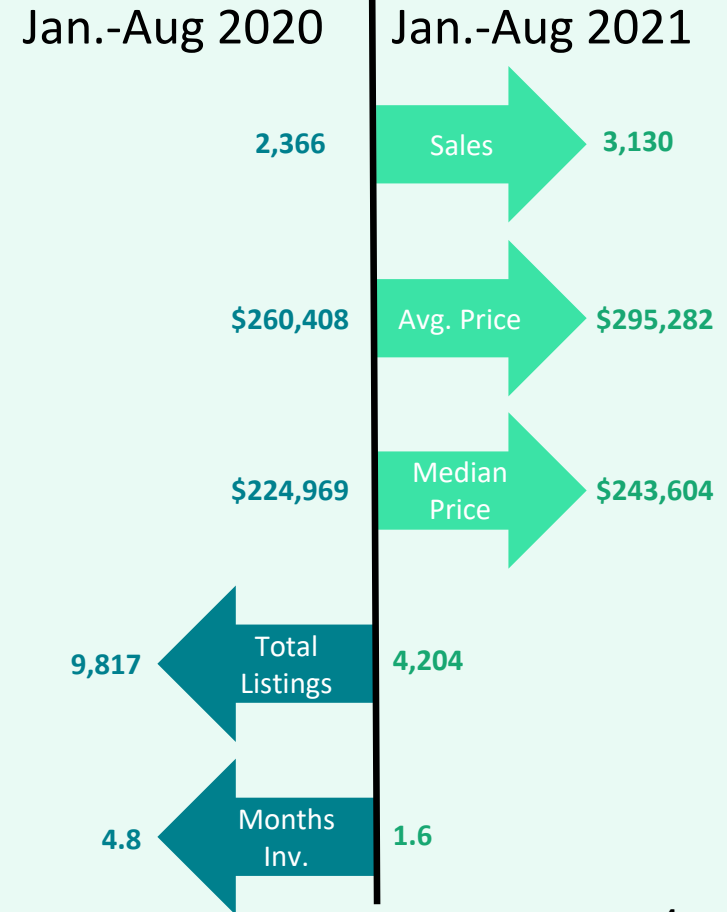 Jan.-Aug 2020
Jan.-Aug 2021
2,366
Sales
3,130
$260,408
Avg. Price
$295,282
$224,969
Median
Price
$243,604
9,817
Total
Listings
4,204
4.8
Months
Inv.
1.6